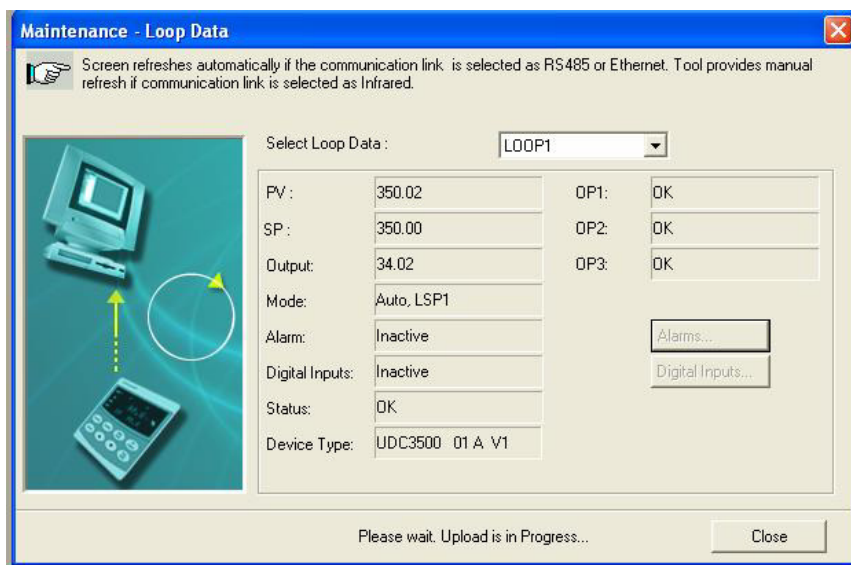 Maintenance - Loop Data
Screen refreshes automatically if the communication link is selected as RS485 or Ethernet. Tool provides manual
refresh if communication link is selected as Infrared.
Select Loop Data : LOOP1
PV : 350.02 OP1: OK
SP : 350.00 OP2: OK
Output: 34.02 OP3: OK
Mode: Auto, LSP1
Alarm: Inactive Alarms...
Digital Inputs: Inactive Digital Inputs...
Status: OK
Device Type: UDC3500 01 A V1
Please wait. Upload is in Progress... Close